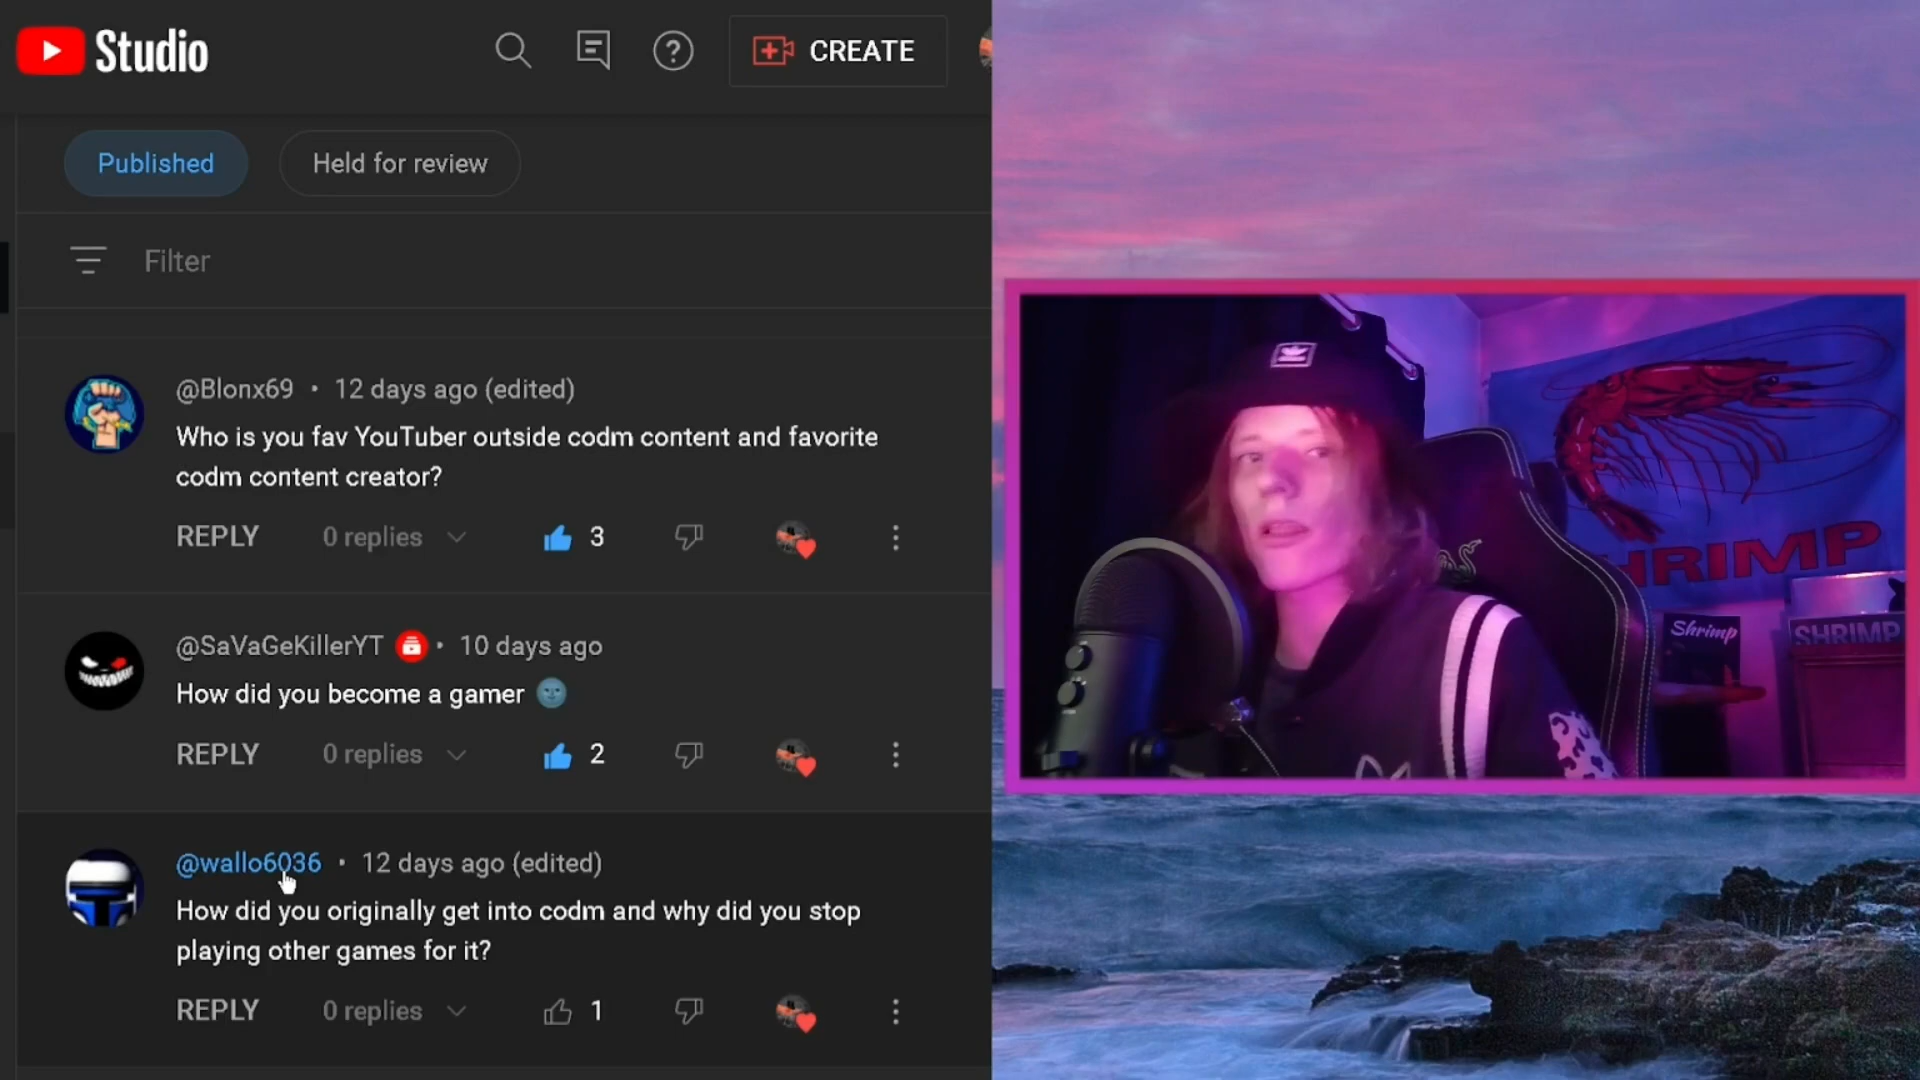 Studio
CREATE
Published
Held for review
Filter
@Blonx69 • 12 days ago (edited)
Who is you fav YouTuber outside codm content and favorite
codm content creator?
REPLY 0 replies 3
@SaVaGeKillerYT • 10 days ago
How did you become a gamer
REPLY 0 replies 2
@wallo6036 • 12 days ago (edited)
How did you originally get into codm and why did you stop
playing other games for it?
REPLY 0 replies 1
SHRIMP
Shrimp
SHRIMP